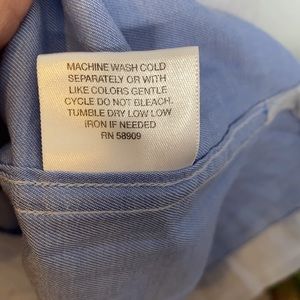 MACHINE WASH COLD
SEPARATELY OR WITH
LIKE COLORS GENTLE
CYCLE DO NOT BLEACH.
TUMBLE DRY LOW LOW
IRON IF NEEDED
RN 58909